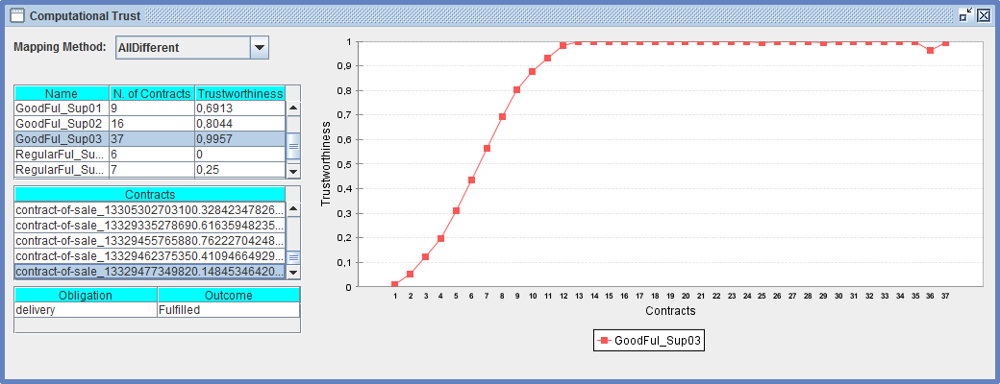 Computational Trust
Mapping Method: AllDifferent
Name N. of Contracts Trustworthiness
GoodFul_Sup01 9 0,6913
GoodFul_Sup02 16 0,8044
GoodFul_Sup03 37 0,9957
RegularFul_Su... 6 0
RegularFul_Su... 7 0,25
Contracts
contract-of-sale_13305302703100.32842347826...
contract-of-sale_13329335278690.61635948235...
contract-of-sale_13329455765880.76222704248...
contract-of-sale_13329462375350.41094664929...
contract-of-sale_13329477349820.14845346420...
Obligation Outcome
delivery Fulfilled
Trustworthiness
1
0,9
0,8
0,7
0,6
0,5
0,4
0,3
0,2
0,1
0
1 2 3 4 5 6 7 8 9 10 11 12 13 14 15 16 17 18 19 20 21 22 23 24 25 26 27 28 29 30 31 32 33 34 35 36 37
Contracts
GoodFul_Sup03